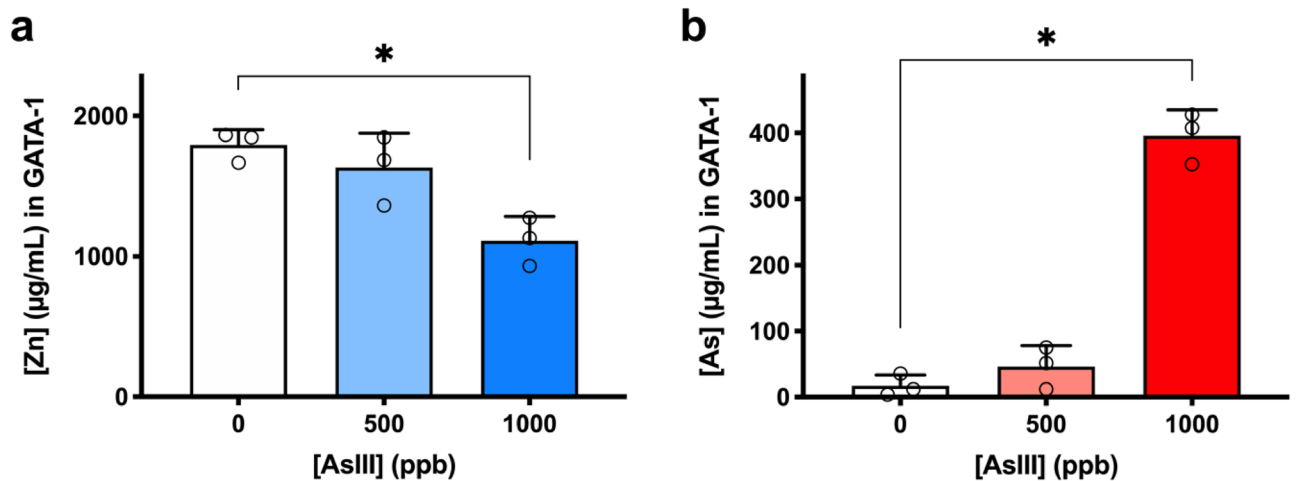 a
*
[Zn] (µg/mL) in GATA-1
2000
1000
0
0 500 1000
[AsIII] (ppb)
b
*
[As] (µg/mL) in GATA-1
400
300
200
100
0
0 500 1000
[AsIII] (ppb)